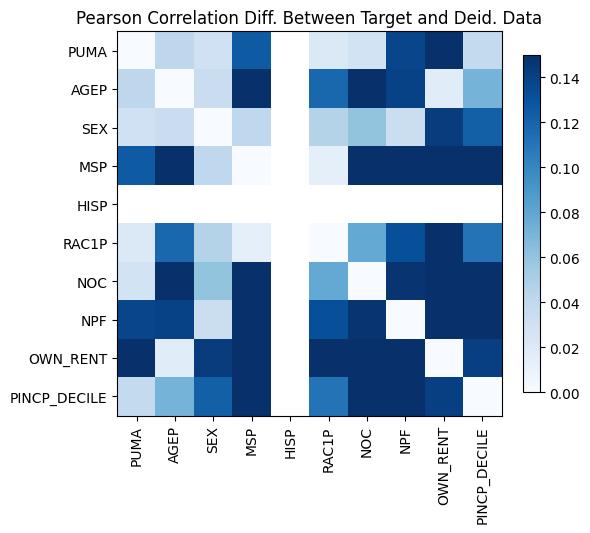 Pearson Correlation Diff. Between Target and Deid. Data
PUMA
AGEP
SEX
MSP
HISP
RAC1P
NOC
NPF
OWN_RENT
PINCP_DECILE
PUMA
AGEP
SEX
MSP
HISP
RAC1P
NOC
NPF
OWN_RENT
PINCP_DECILE
0.14
0.12
0.10
0.08
0.06
0.04
0.02
0.00